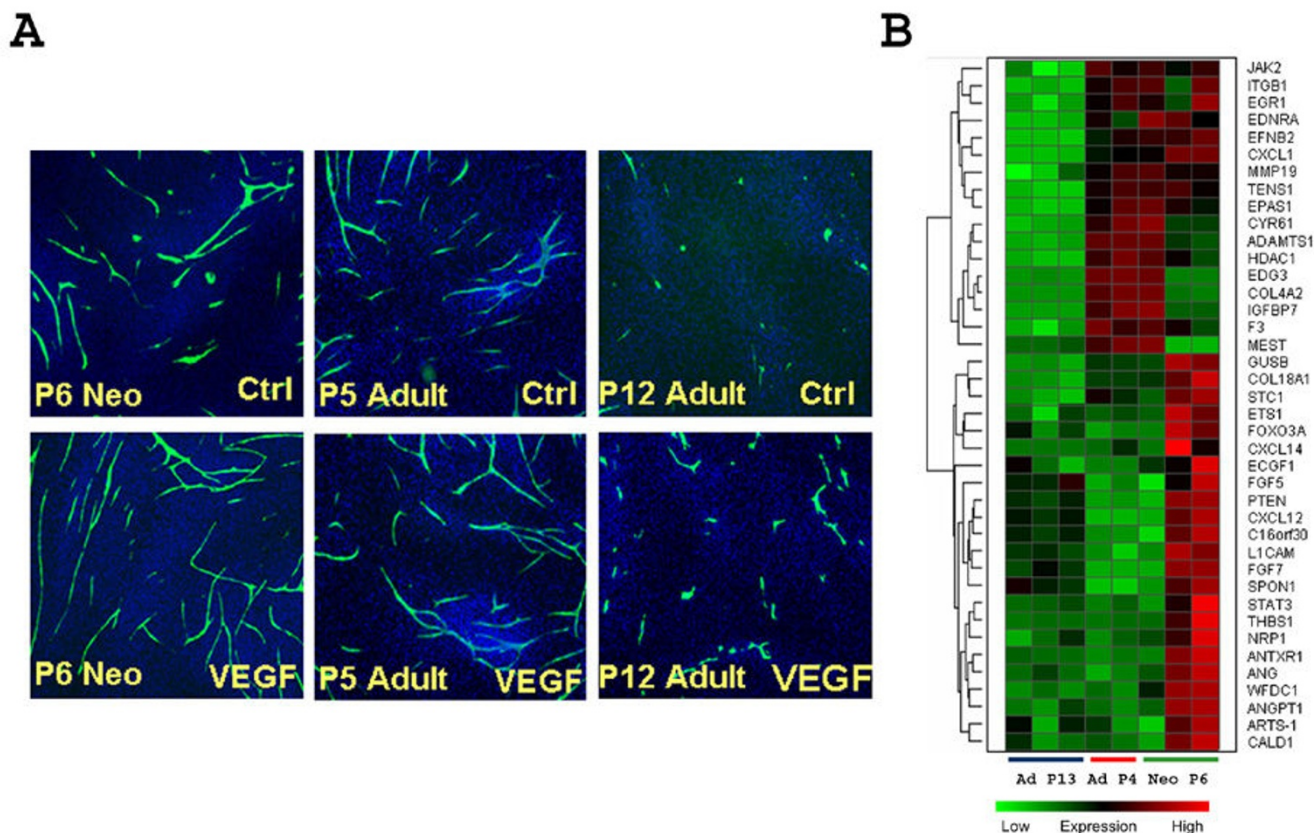 A
B
P6 Neo Ctrl
P5 Adult Ctrl
P12 Adult Ctrl
P6 Neo VEGF
P5 Adult VEGF
P12 Adult VEGF
JAK2
ITGB1
EGR1
EDNRA
EFNB2
CXCL1
MMP19
TENS1
EPAS1
CYR61
ADAMTS1
HDAC1
EDG3
COL4A2
IGFBP7
F3
MEST
GUSB
COL18A1
STC1
ETS1
FOXO3A
CXCL14
ECGF1
FGF5
PTEN
CXCL12
C16orf30
L1CAM
FGF7
SPON1
STAT3
THBS1
NRP1
ANTXR1
ANG
WFDC1
ANGPT1
ARTS-1
CALD1
Ad P13 Ad P4 Neo P6
Low Expression High